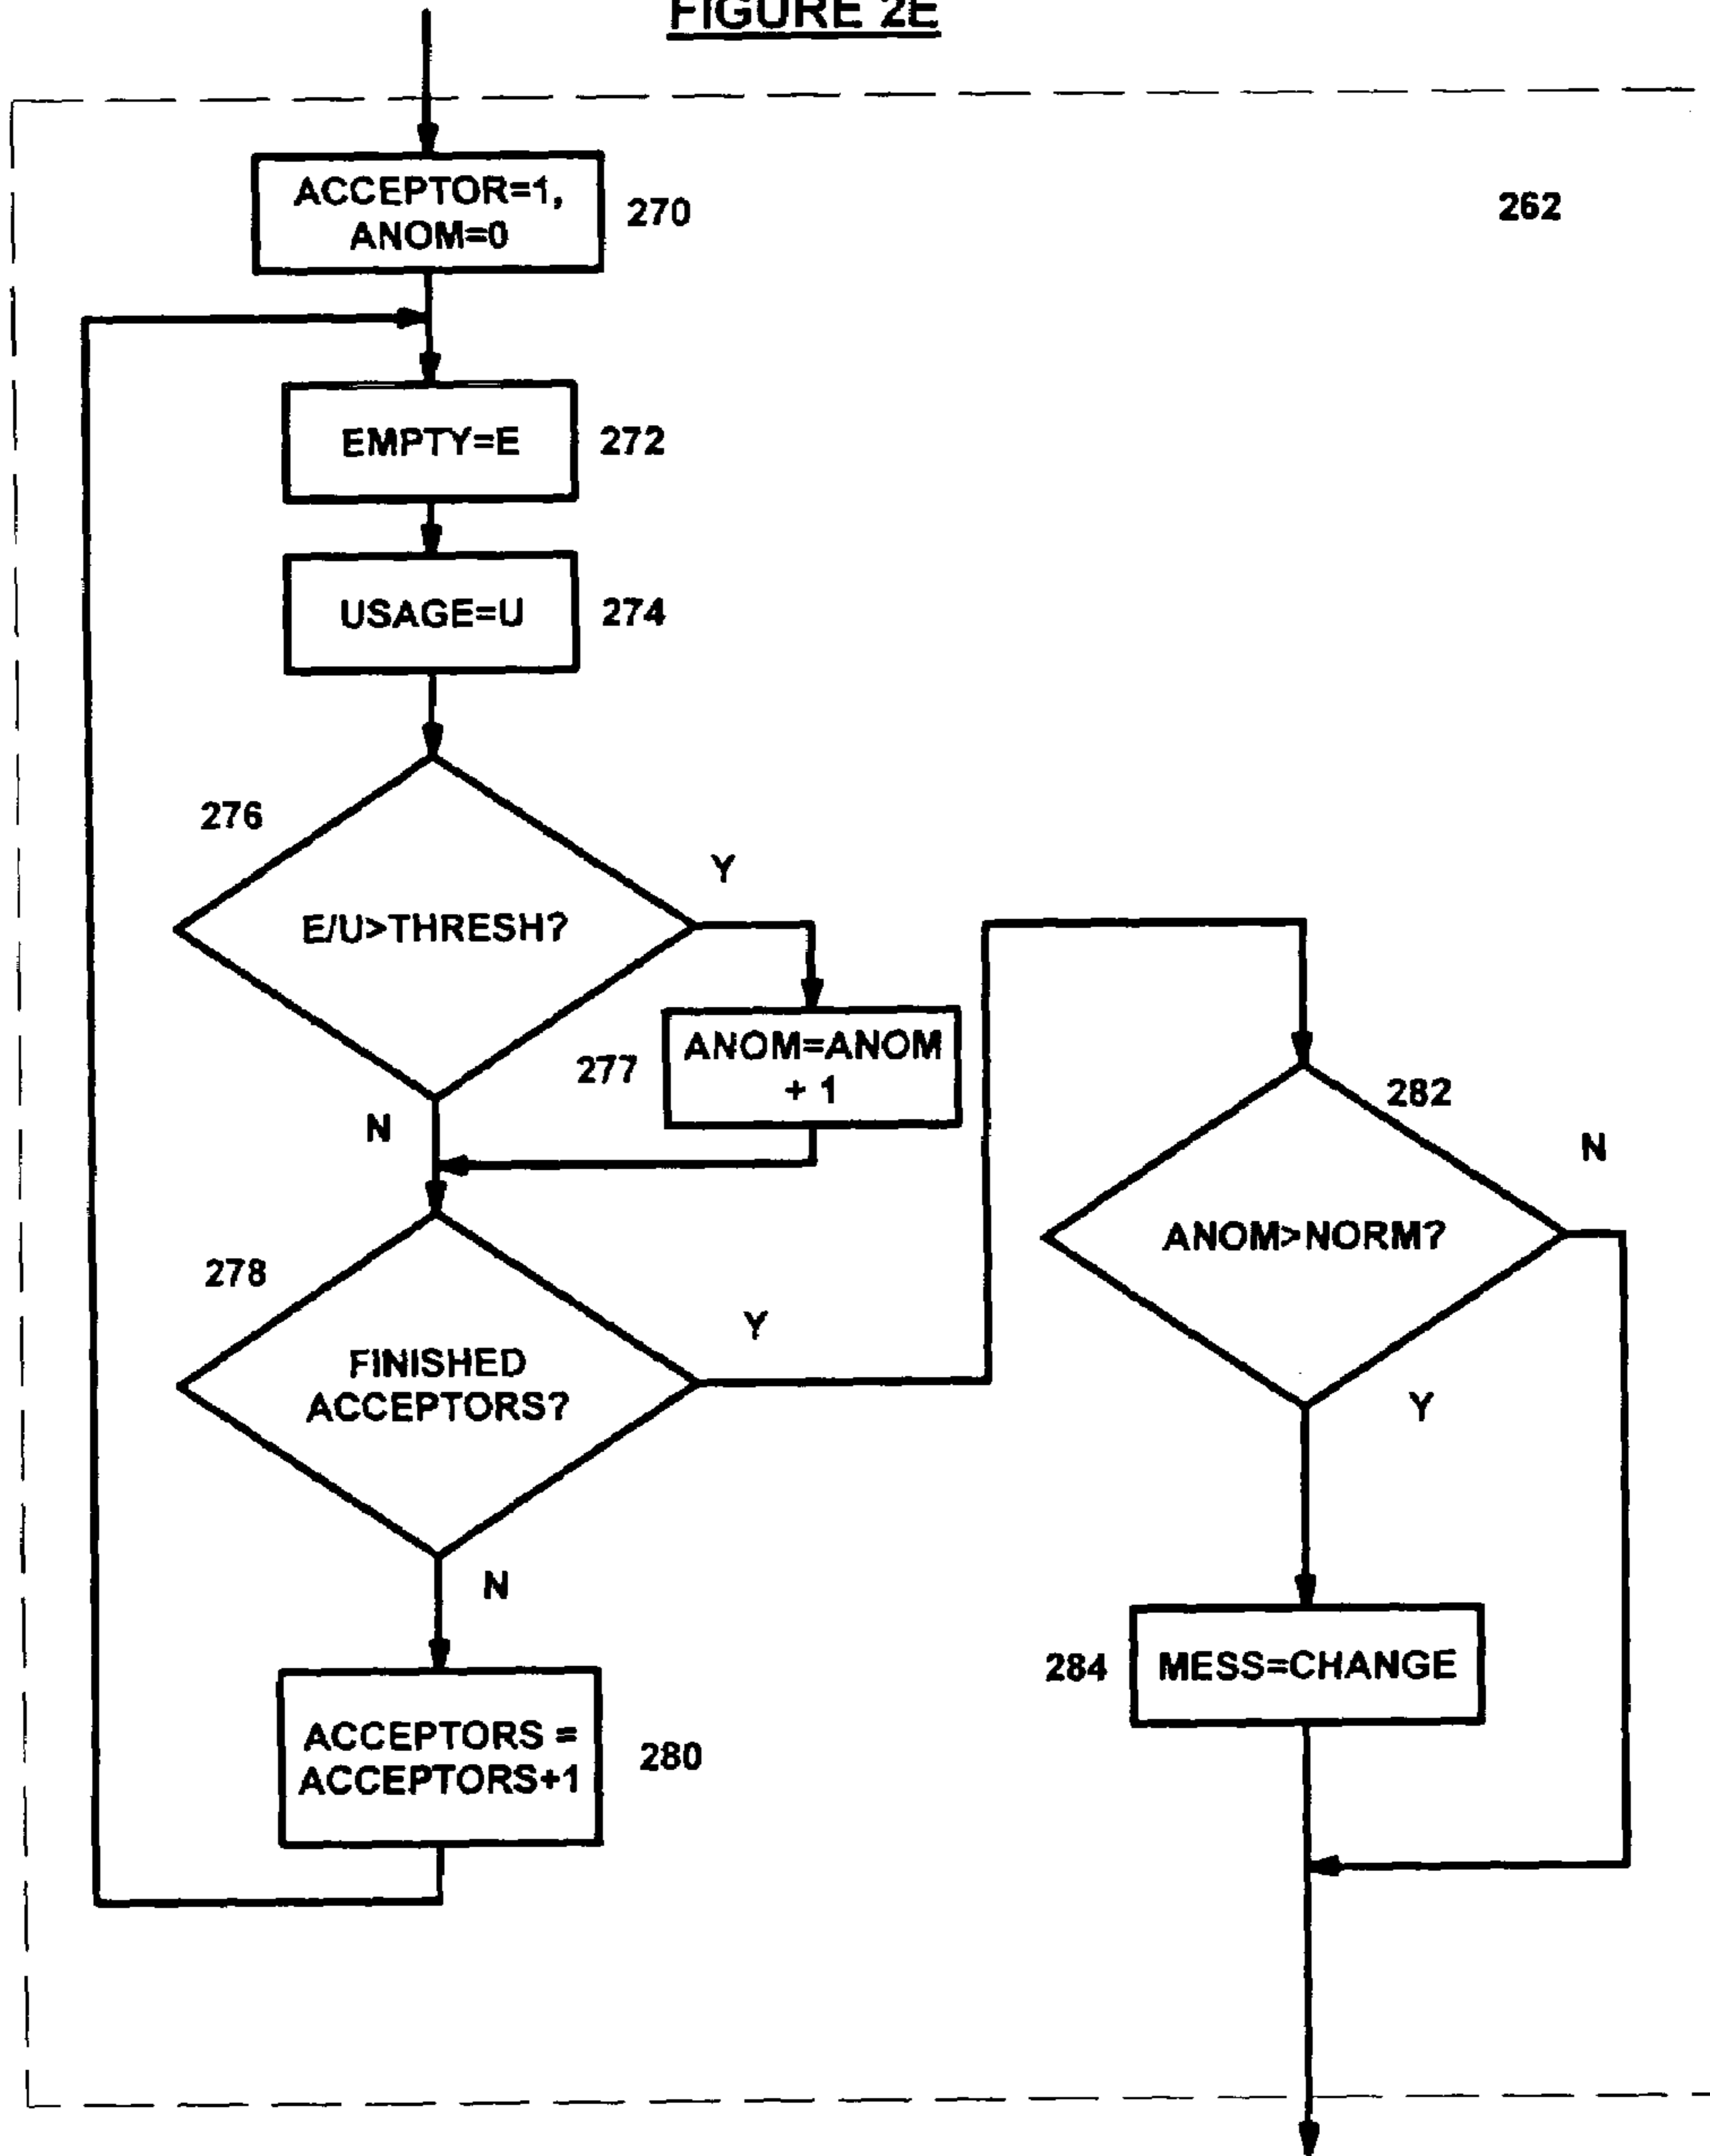 FIGURE 2E
ACCEPTOR=1,
ANOM=0
270
262
EMPTY=E
272
USAGE=U
274
276
E/U>THRESH?
Y
N
277
ANOM=ANOM
+ 1
278
FINISHED
ACCEPTORS?
Y
N
ACCEPTORS =
ACCEPTORS+1
280
282
ANOM>NORM?
N
Y
284
MESS=CHANGE